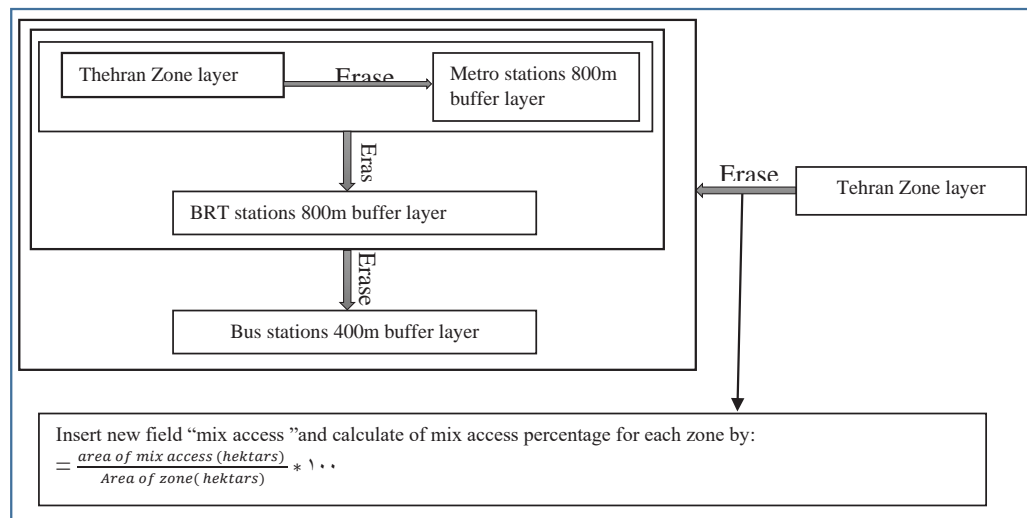 Thehran Zone layer
Erase
Metro stations 800m
buffer layer
Eras
BRT stations 800m buffer layer
Erase
Bus stations 400m buffer layer
Erase
Tehran Zone layer
Insert new field “mix access ”and calculate of mix access percentage for each zone by:
= area of mix access (hektars)
Area of zone( hektars) * ۱۰۰